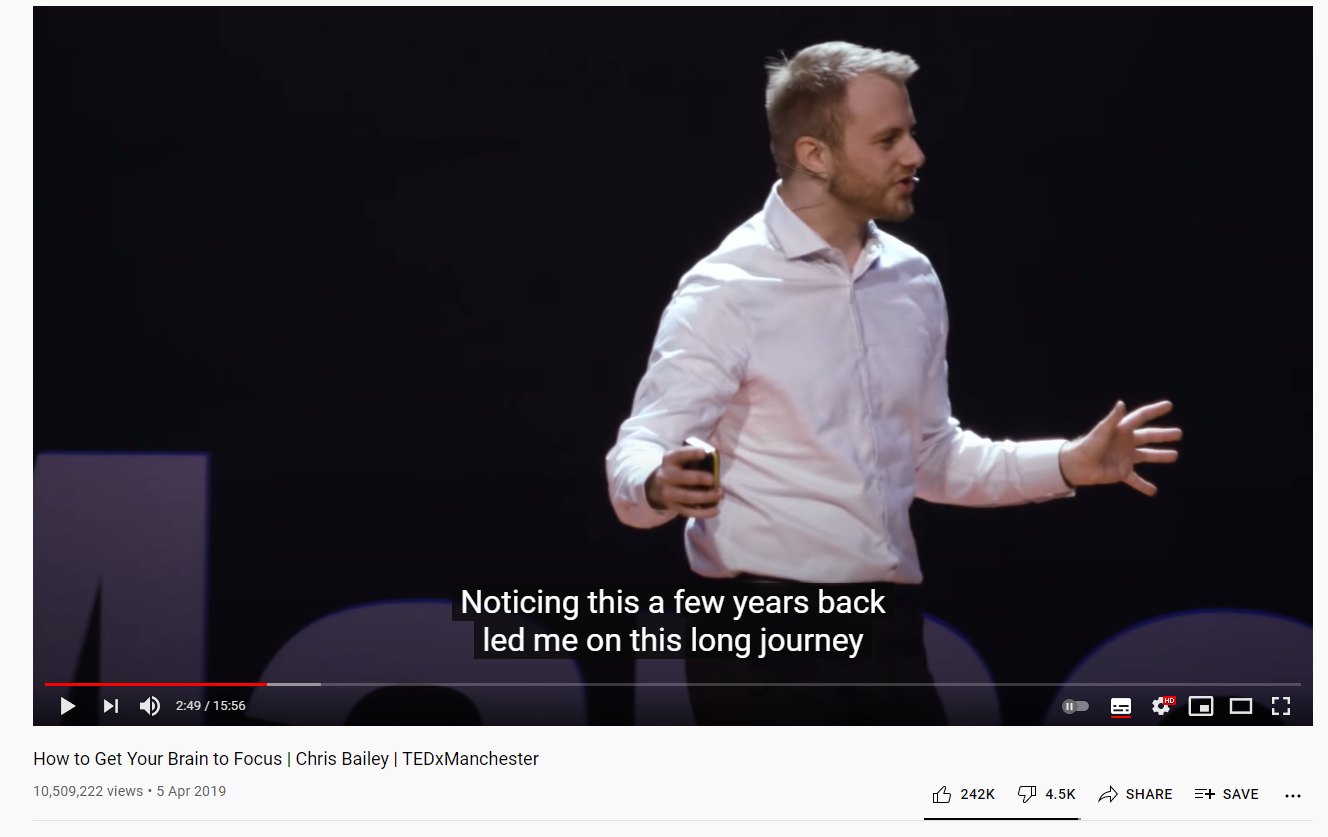 Noticing this a few years back
led me on this long journey
2:49 / 15:56
HD
How to Get Your Brain to Focus | Chris Bailey | TEDxManchester
10,509,222 views • 5 Apr 2019
242K 4.5K SHARE SAVE